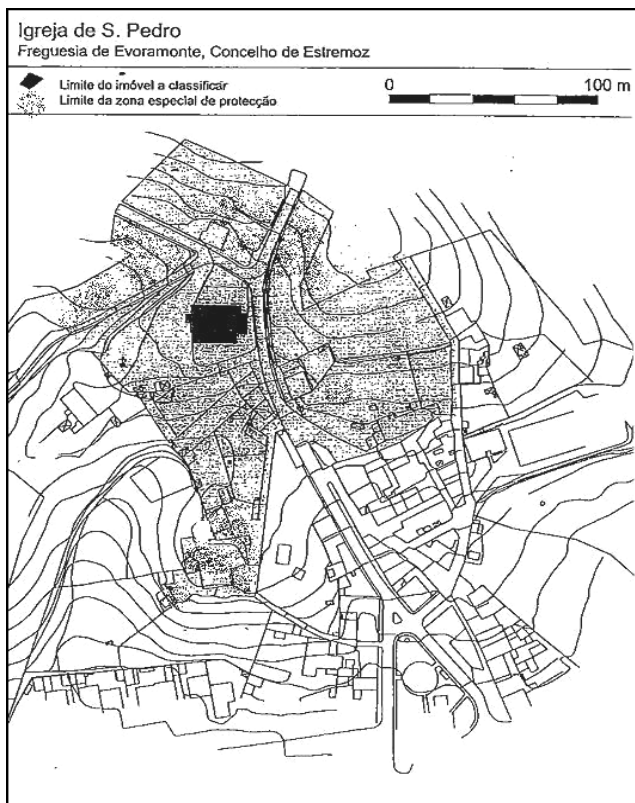 Igreja de S. Pedro
Freguesia de Evoramonte, Concelho de Estremoz
Limite do imóvel a classificar
Limite da zona especial de protecção
0 100 m